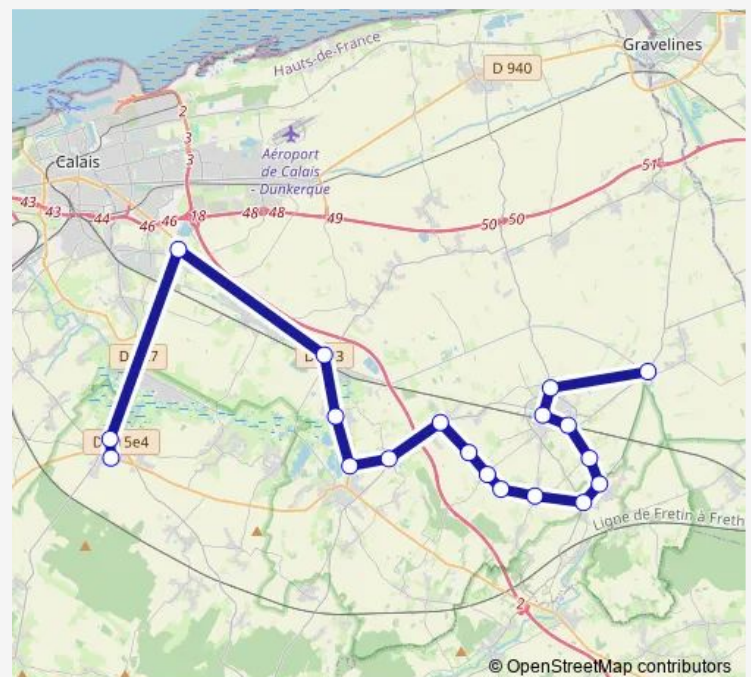 Gravelines
Hauts-de-France
D 940
2
3
3
Calais
Aéroport
de Calais
- Dunkerque
51
43
43
44
46
46
18
48
48
49
50
50
D
7
D
3
D
5e4
Ligne de Fretin à Freth
2
© OpenStreetMap contributors